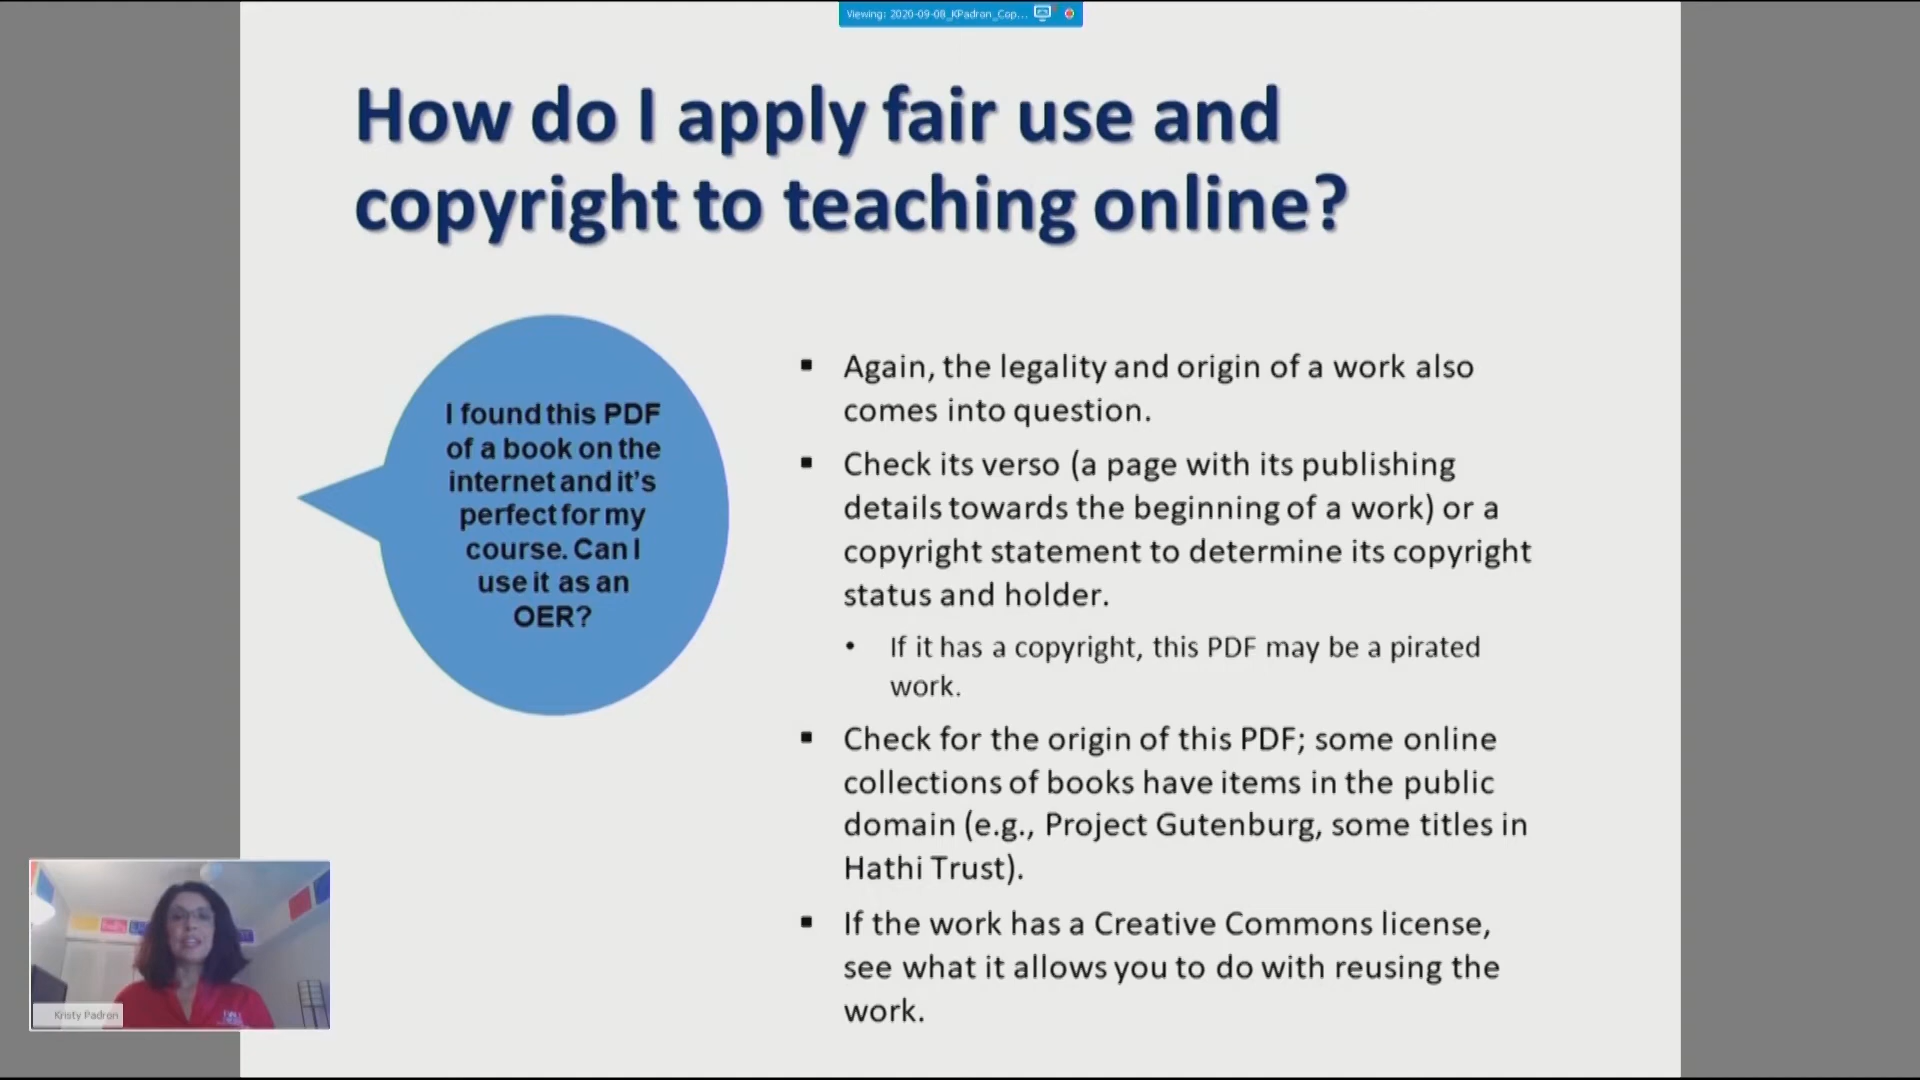 Viewing: 2020-09-08_KPadron_Cop...
How do I apply fair use and
copyright to teaching online?
I found this PDF
of a book on the
internet and it's
perfect for my
course. Can I
use it as an
OER?
Again, the legality and origin of a work also
comes into question.
Check its verso (a page with its publishing
details towards the beginning of a work) or a
copyright statement to determine its copyright
status and holder.
If it has a copyright, this PDF may be a pirated
work.
Check for the origin of this PDF; some online
collections of books have items in the public
domain (e.g., Project Gutenburg, some titles in
Hathi Trust).
If the work has a Creative Commons license,
see what it allows you to do with reusing the
work.
Kristy Padron